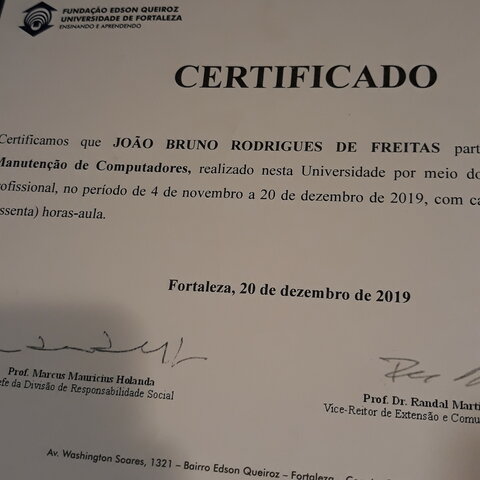 FUNDAÇÃO EDSON QUEIROZ
UNIVERSIDADE DE FORTALEZA
ENSINANDO E APRENDENDO
CERTIFICADO
Certificamos que JOÃO BRUNO RODRIGUES DE FREITAS part
Manutenção de Computadores, realizado nesta Universidade por meio do
ofissional, no período de 4 de novembro a 20 de dezembro de 2019, com ca
essenta) horas-aula.
Fortaleza, 20 de dezembro de 2019
Prof. Marcus Mauricius Holanda
efe da Divisão de Responsabilidade Social
Prof. Dr. Randal Marti
Vice-Reitor de Extensão e Comu
Av. Washington Soares, 1321 – Bairro Edson Queiroz – Fortaleza